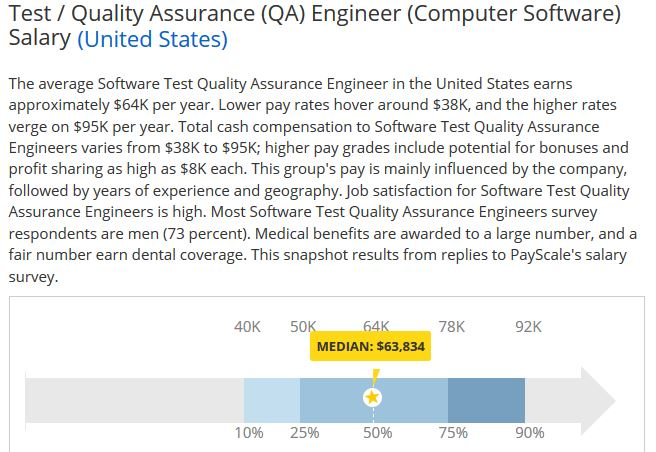 Test / Quality Assurance (QA) Engineer (Computer Software)
Salary (United States)
The average Software Test Quality Assurance Engineer in the United States earns
approximately $64K per year. Lower pay rates hover around $38K, and the higher rates
verge on $95K per year. Total cash compensation to Software Test Quality Assurance
Engineers varies from $38K to $95K; higher pay grades include potential for bonuses and
profit sharing as high as $8K each. This group's pay is mainly influenced by the company,
followed by years of experience and geography. Job satisfaction for Software Test Quality
Assurance Engineers is high. Most Software Test Quality Assurance Engineers survey
respondents are men (73 percent). Medical benefits are awarded to a large number, and a
fair number earn dental coverage. This snapshot results from replies to PayScale's salary
survey.
40K 50K 64K 78K 92K
MEDIAN: $63,834
10% 25% 50% 75% 90%